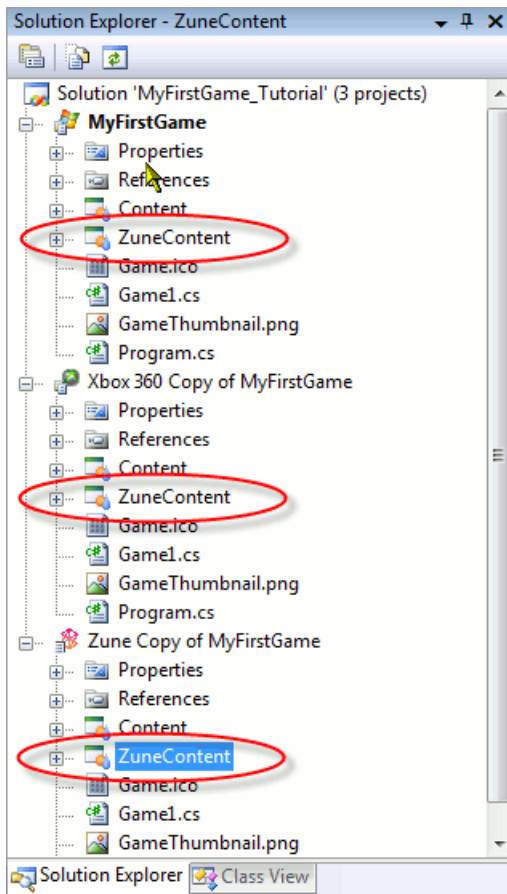 Solution Explorer - ZuneContent
Solution 'MyFirstGame_Tutorial' (3 projects)
MyFirstGame
Properties
References
Content
ZuneContent
Game.ico
Game1.cs
GameThumbnail.png
Program.cs
Xbox 360 Copy of MyFirstGame
Properties
References
Content
ZuneContent
Game.ico
Game1.cs
GameThumbnail.png
Program.cs
Zune Copy of MyFirstGame
Properties
References
Content
ZuneContent
Game.ico
Game1.cs
GameThumbnail.png
Solution Explorer Class View